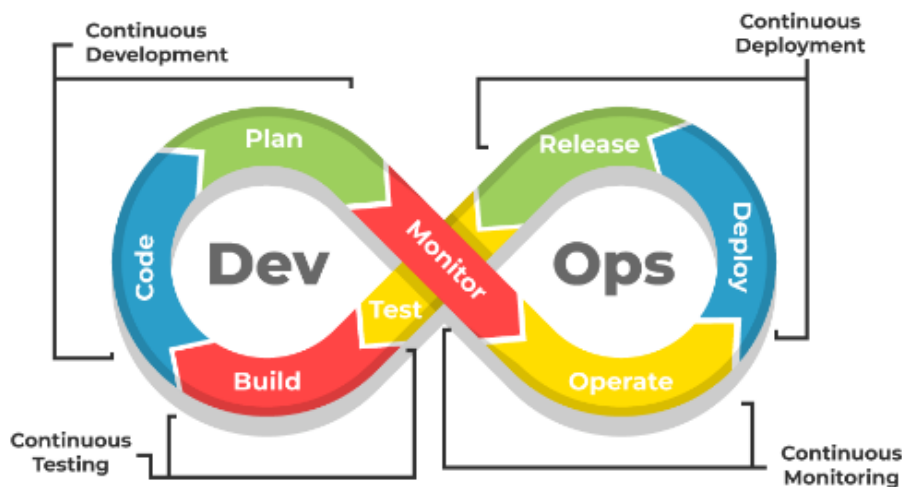 Continuous
Development
Continuous
Deployment
Plan
Release
Code
Dev
Monitor
Ops
Deploy
Test
Build
Operate
Continuous
Testing
Continuous
Monitoring